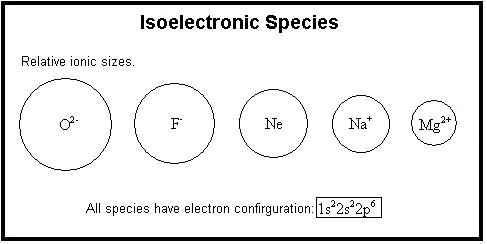 Isoelectronic Species
Relative ionic sizes.
O²⁻ F⁻ Ne Na⁺ Mg²⁺
All species have electron confirguration: 1s²2s²2p⁶